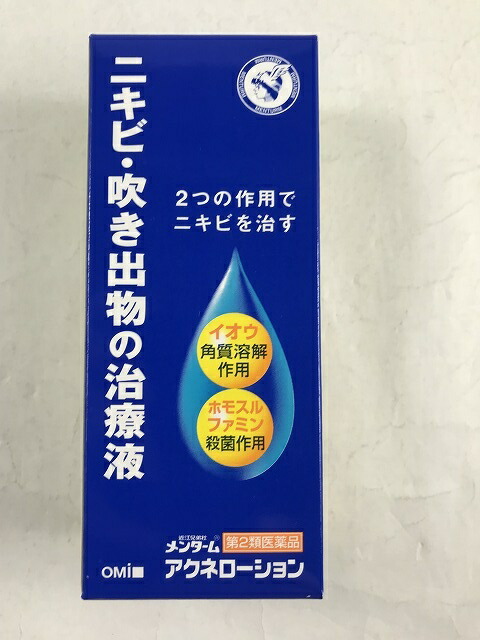 ニキビ・吹き出物の治療液
2つの作用で
ニキビを治す
イオウ
角質溶解
作用
ホモスル
ファミン
殺菌作用
近江兄弟社
メンターム® 第2類医薬品
OMI アクネローション